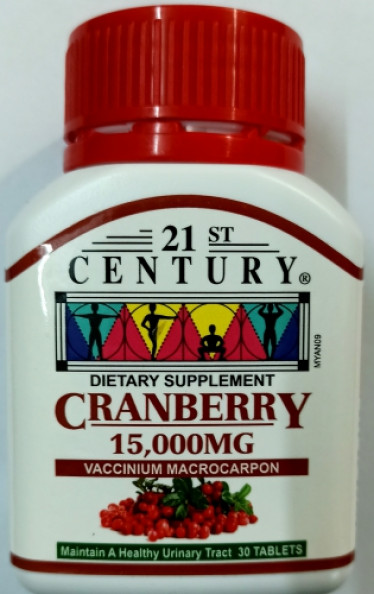 21 ST
CENTURY®
MYAN09
DIETARY SUPPLEMENT
CRANBERRY
15,000MG
VACCINIUM MACROCARPON
Maintain A Healthy Urinary Tract 30 TABLETS